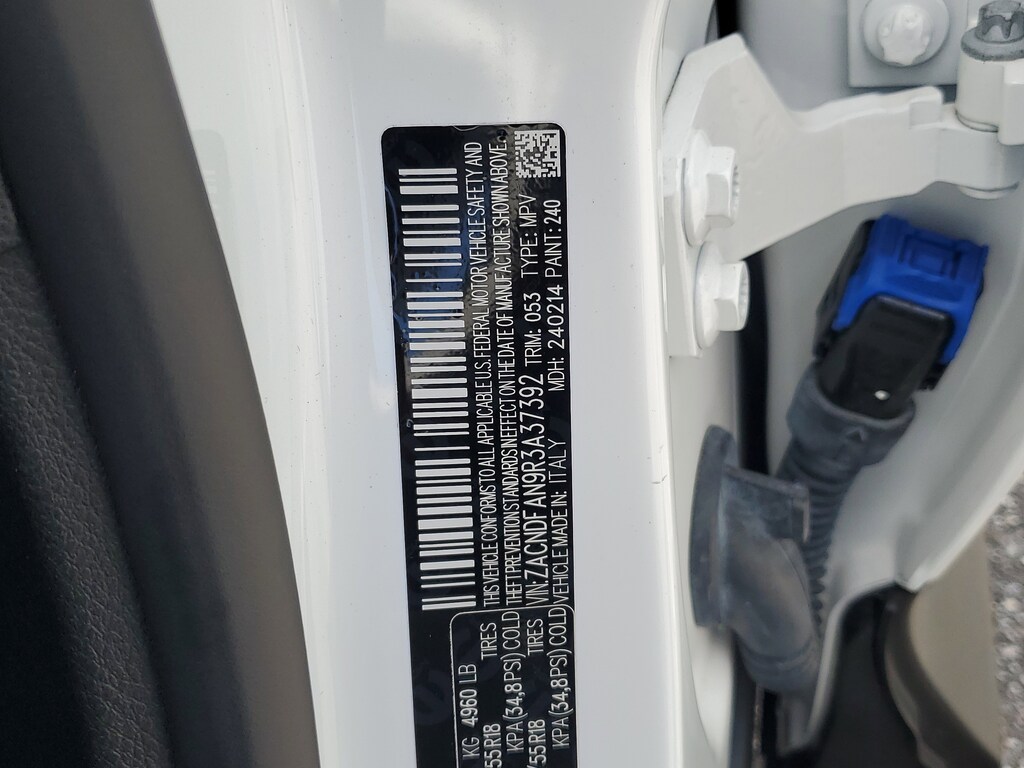 KG 4960 LB
55R18 TIRES
KPA (34,8PSI) COLD
/55R18 TIRES
KPA (34,8PSI) COLD
THIS VEHICLE CONFORMS TO ALL APPLICABLE U.S. FEDERAL MOTOR VEHICLE SAFETY AND
THEFT PREVENTION STANDARDS IN EFFECT ON THE DATE OF MANUFACTURE SHOWN ABOVE.
VIN: ZACNDFAN9R3A37392 TRIM: 053 TYPE: MPV
VEHICLE MADE IN: ITALY MDH: 240214 PAINT: 240